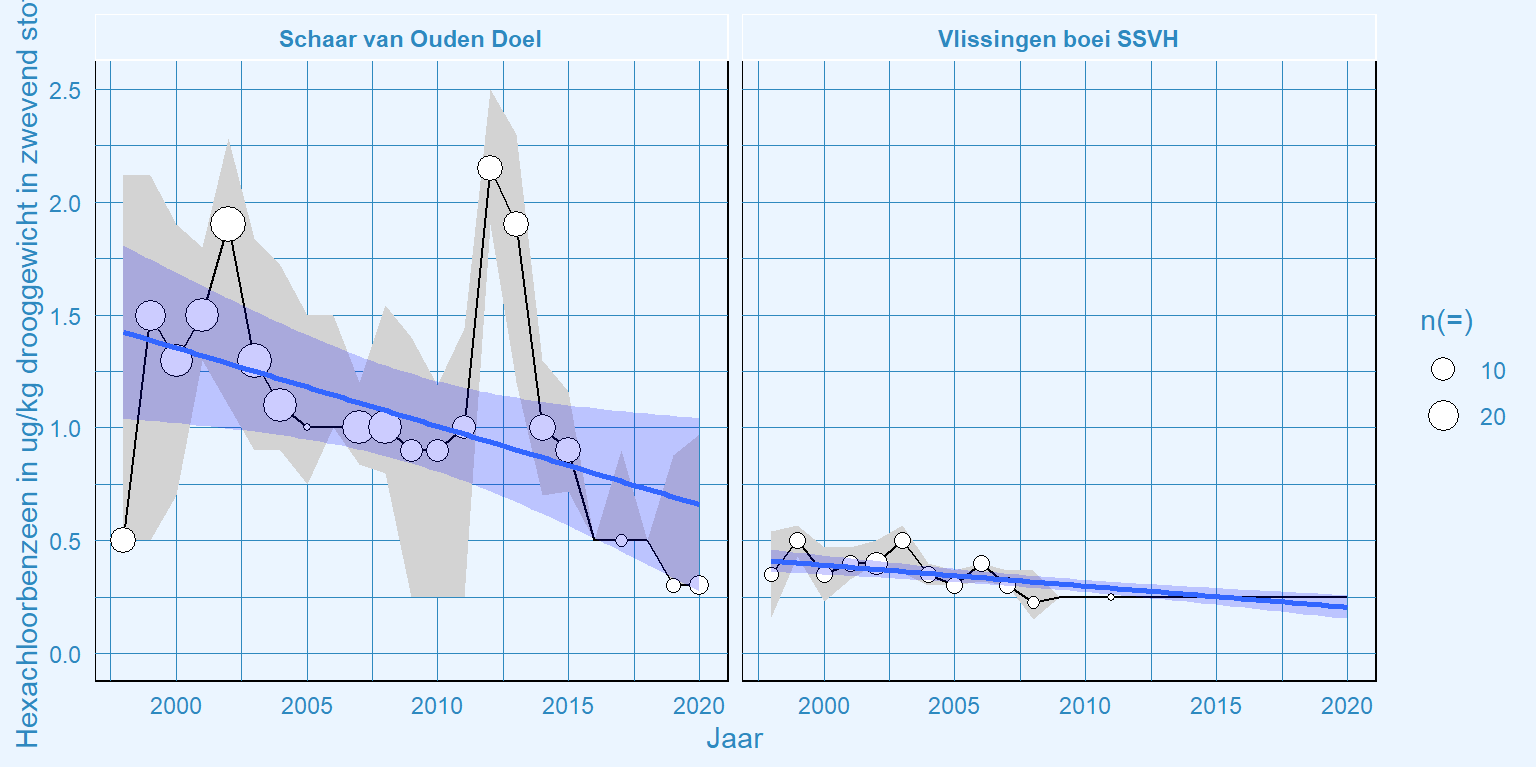 Schaar van Ouden Doel
Vlissingen boei SSVH
Hexachloorbenzeen in ug/kg drooggewicht in zwevend
2.5
2.0
1.5
1.0
0.5
0.0
2000 2005 2010 2015 2020
2000 2005 2010 2015 2020
Jaar
n(=)
10
20